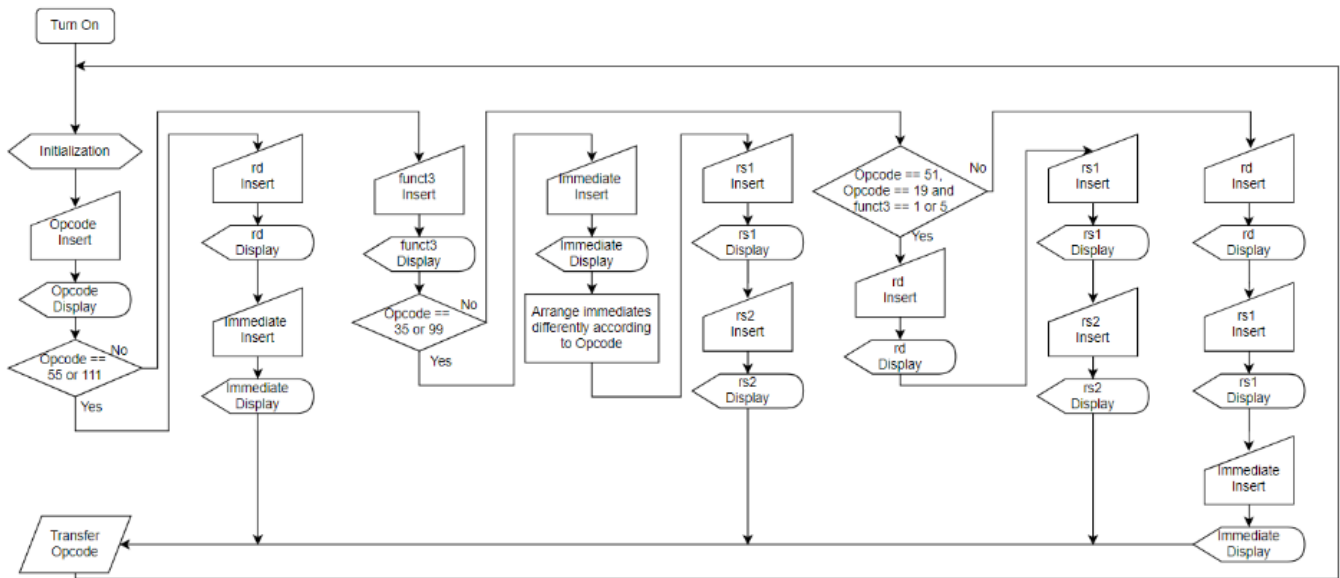 Turn On
Initialization
Opcode
Insert
Opcode
Display
Opcode ==
55 or 111
No
Yes
rd
Insert
rd
Display
Immediate
Insert
Immediate
Display
funct3
Insert
funct3
Display
Opcode ==
35 or 99
No
Yes
Immediate
Insert
Immediate
Display
Arrange immediates
differently according
to Opcode
rs1
Insert
rs1
Display
rs2
Insert
rs2
Display
Opcode == 51,
Opcode == 19 and
funct3 == 1 or 5
No
Yes
rd
Insert
rd
Display
rs1
Insert
rs1
Display
rs2
Insert
rs2
Display
rd
Insert
rd
Display
rs1
Insert
rs1
Display
Immediate
Insert
Immediate
Display
Transfer
Opcode